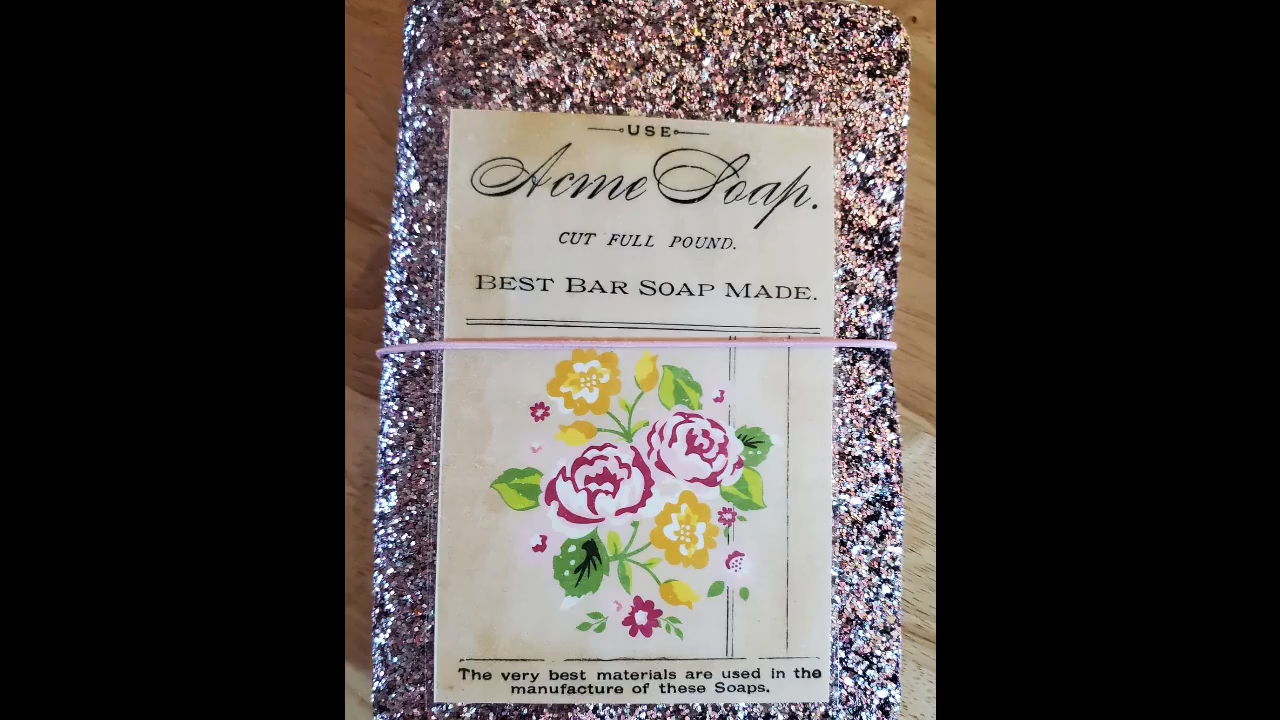 USE
Acme Soap.
CUT FULL POUND.
BEST BAR SOAP MADE.
The very best materials are used in the
manufacture of these Soaps.